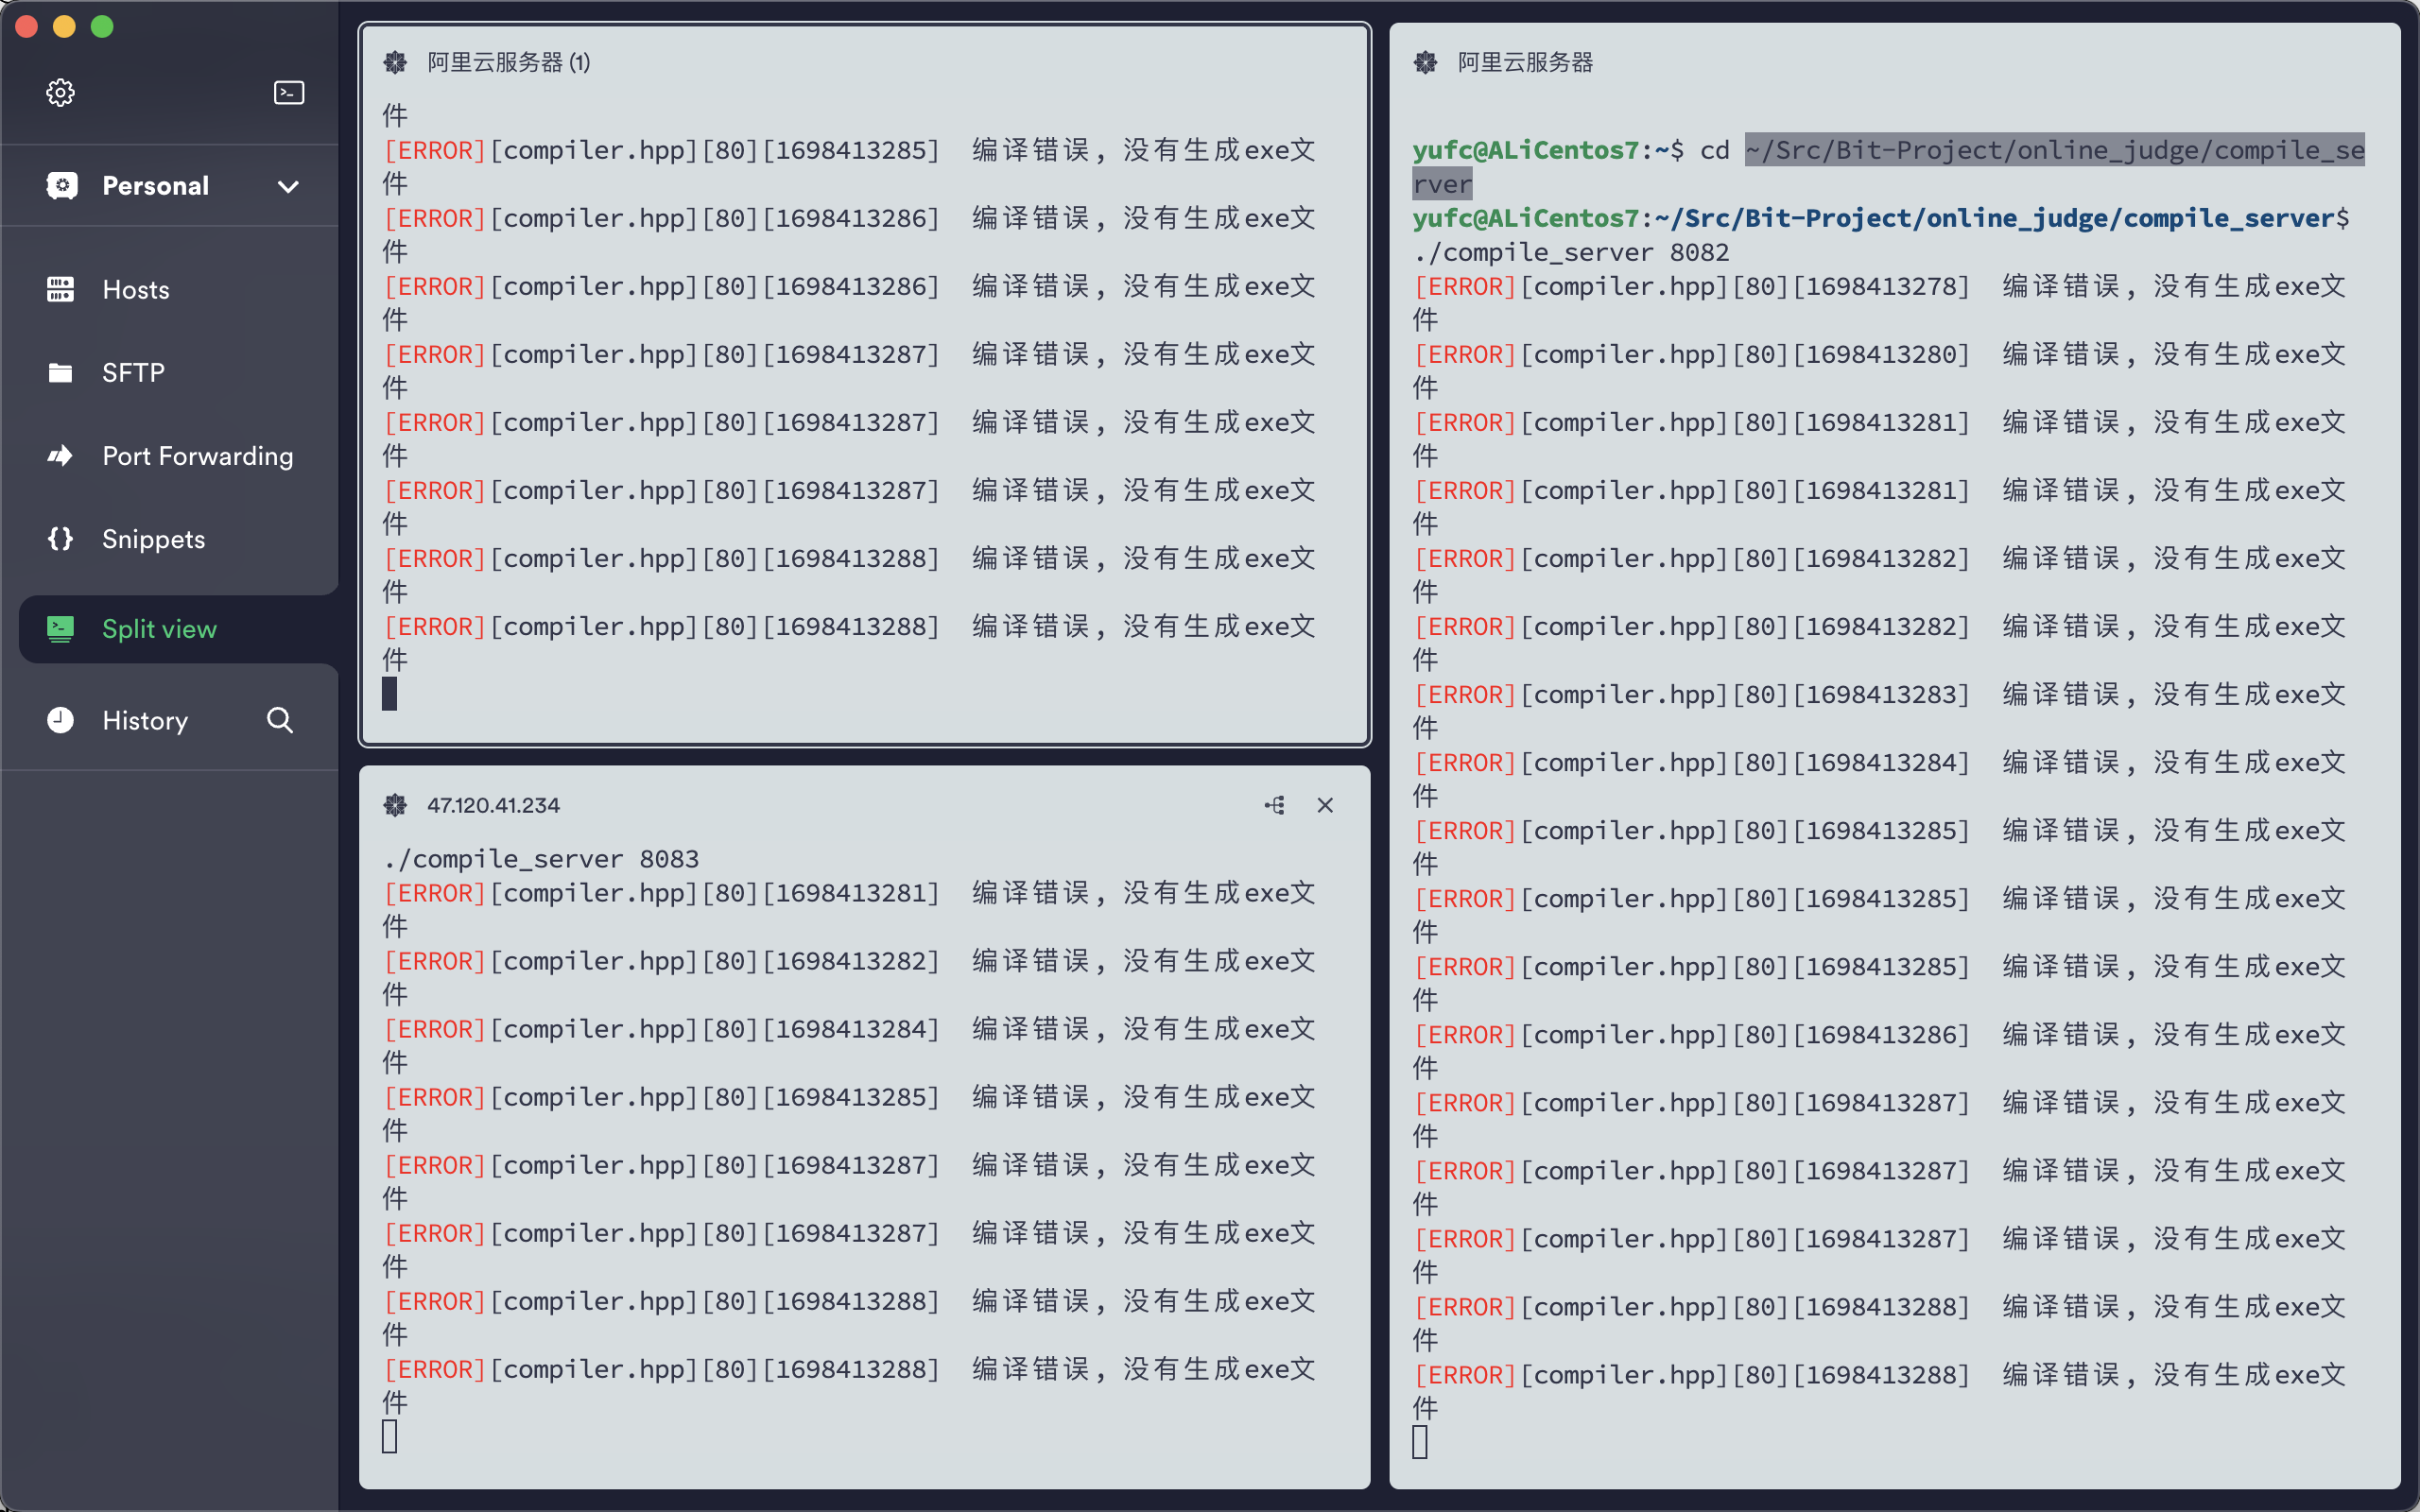 Personal
Hosts
SFTP
Port Forwarding
Snippets
Split view
History
阿里云服务器 (1)
件
[ERROR][compiler.hpp][80][1698413285]  编译错误，没有生成exe文
件
[ERROR][compiler.hpp][80][1698413286]  编译错误，没有生成exe文
件
[ERROR][compiler.hpp][80][1698413286]  编译错误，没有生成exe文
件
[ERROR][compiler.hpp][80][1698413287]  编译错误，没有生成exe文
件
[ERROR][compiler.hpp][80][1698413287]  编译错误，没有生成exe文
件
[ERROR][compiler.hpp][80][1698413287]  编译错误，没有生成exe文
件
[ERROR][compiler.hpp][80][1698413288]  编译错误，没有生成exe文
件
[ERROR][compiler.hpp][80][1698413288]  编译错误，没有生成exe文
件
47.120.41.234
./compile_server 8083
[ERROR][compiler.hpp][80][1698413281]  编译错误，没有生成exe文
件
[ERROR][compiler.hpp][80][1698413282]  编译错误，没有生成exe文
件
[ERROR][compiler.hpp][80][1698413284]  编译错误，没有生成exe文
件
[ERROR][compiler.hpp][80][1698413285]  编译错误，没有生成exe文
件
[ERROR][compiler.hpp][80][1698413287]  编译错误，没有生成exe文
件
[ERROR][compiler.hpp][80][1698413287]  编译错误，没有生成exe文
件
[ERROR][compiler.hpp][80][1698413288]  编译错误，没有生成exe文
件
[ERROR][compiler.hpp][80][1698413288]  编译错误，没有生成exe文
件
阿里云服务器
yufc@ALiCentos7:~$ cd ~/Src/Bit-Project/online_judge/compile_se
rver
yufc@ALiCentos7:~/Src/Bit-Project/online_judge/compile_server$
./compile_server 8082
[ERROR][compiler.hpp][80][1698413278]  编译错误，没有生成exe文
件
[ERROR][compiler.hpp][80][1698413280]  编译错误，没有生成exe文
件
[ERROR][compiler.hpp][80][1698413281]  编译错误，没有生成exe文
件
[ERROR][compiler.hpp][80][1698413281]  编译错误，没有生成exe文
件
[ERROR][compiler.hpp][80][1698413282]  编译错误，没有生成exe文
件
[ERROR][compiler.hpp][80][1698413282]  编译错误，没有生成exe文
件
[ERROR][compiler.hpp][80][1698413283]  编译错误，没有生成exe文
件
[ERROR][compiler.hpp][80][1698413284]  编译错误，没有生成exe文
件
[ERROR][compiler.hpp][80][1698413285]  编译错误，没有生成exe文
件
[ERROR][compiler.hpp][80][1698413285]  编译错误，没有生成exe文
件
[ERROR][compiler.hpp][80][1698413285]  编译错误，没有生成exe文
件
[ERROR][compiler.hpp][80][1698413286]  编译错误，没有生成exe文
件
[ERROR][compiler.hpp][80][1698413287]  编译错误，没有生成exe文
件
[ERROR][compiler.hpp][80][1698413287]  编译错误，没有生成exe文
件
[ERROR][compiler.hpp][80][1698413287]  编译错误，没有生成exe文
件
[ERROR][compiler.hpp][80][1698413288]  编译错误，没有生成exe文
件
[ERROR][compiler.hpp][80][1698413288]  编译错误，没有生成exe文
件